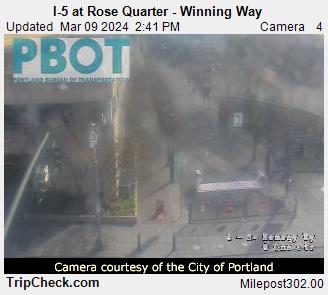 I-5 at Rose Quarter - Winning Way
Updated Mar 09 2024 2:41 PM Camera 4
PBOT
PORTLAND BUREAU OF TRANSPORTATION
Camera courtesy of the City of Portland
TripCheck.com Milepost302.00